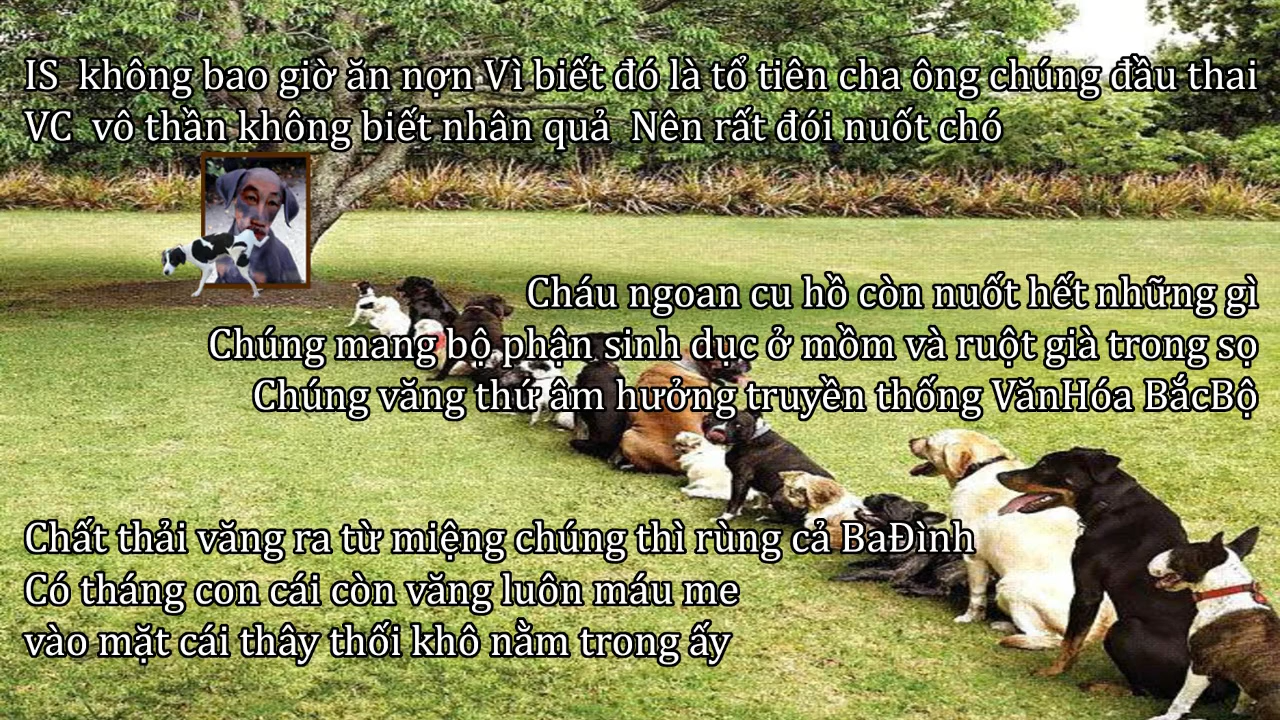 IS không bao giờ ăn nợn Vì biết đó là tổ tiên cha ông chúng đầu thai
VC vô thần không biết nhân quả Nên rất đói nuốt chó
Cháu ngoan cu hồ còn nuốt hết những gì
Chúng mang bộ phận sinh dục ở mồm và ruột già trong sọ
Chúng văng thứ âm hưởng truyền thống VănHóa BắcBộ
Chất thải văng ra từ miệng chúng thì rùng cả BaĐình
Có tháng con cái còn văng luôn máu me
vào mặt cái thây thối khô nằm trong ấy